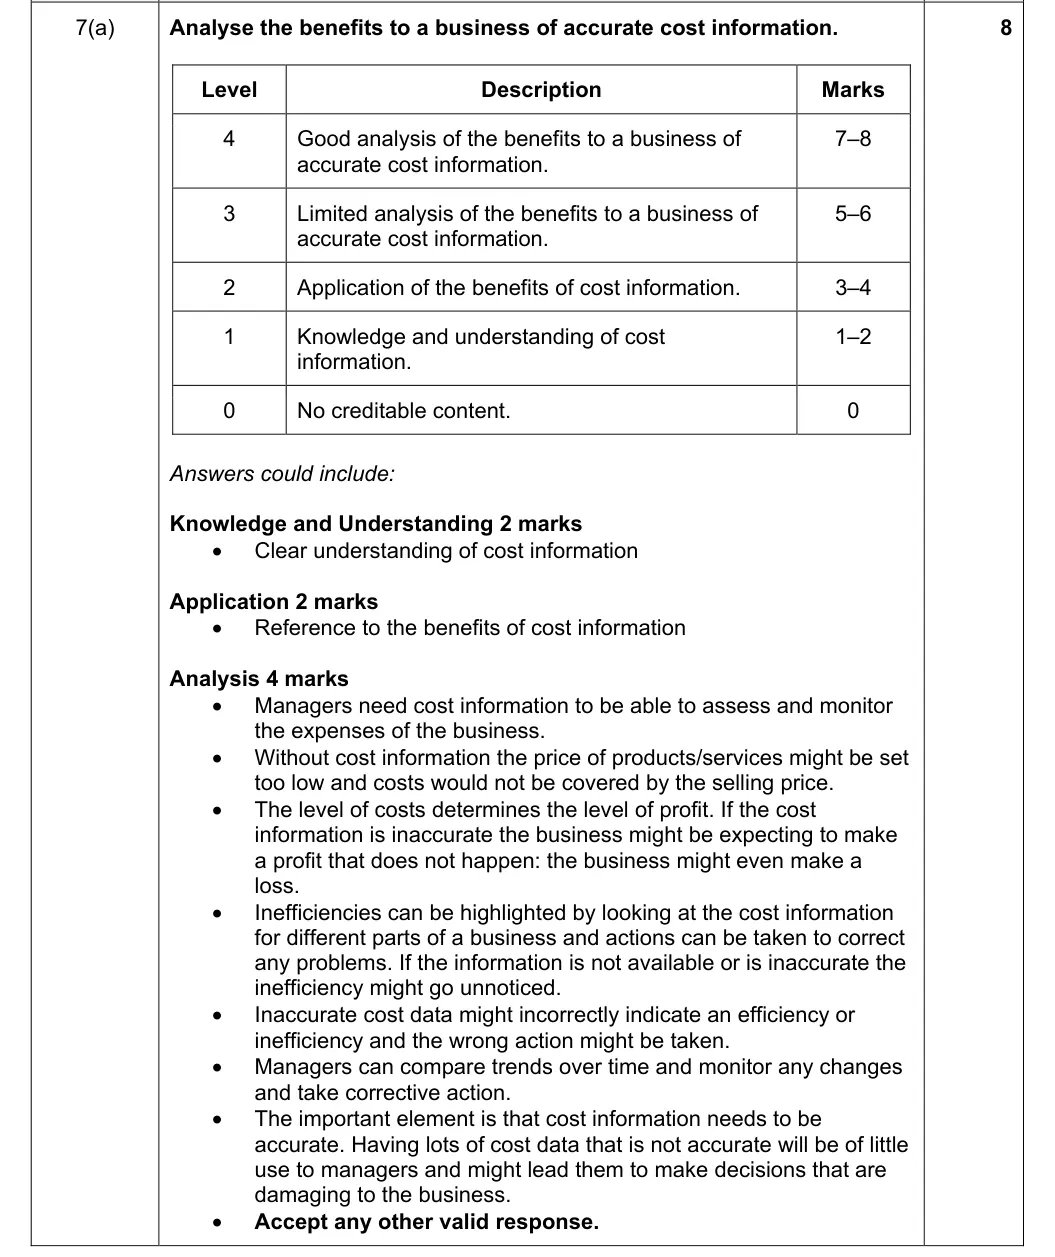 7(a) Analyse the benefits to a business of accurate cost information. 8
Level Description Marks
4 Good analysis of the benefits to a business of 7–8
accurate cost information.
3 Limited analysis of the benefits to a business of 5–6
accurate cost information.
2 Application of the benefits of cost information. 3–4
1 Knowledge and understanding of cost 1–2
information.
0 No creditable content. 0
Answers could include:
Knowledge and Understanding 2 marks
• Clear understanding of cost information
Application 2 marks
• Reference to the benefits of cost information
Analysis 4 marks
• Managers need cost information to be able to assess and monitor
the expenses of the business.
• Without cost information the price of products/services might be set
too low and costs would not be covered by the selling price.
• The level of costs determines the level of profit. If the cost
information is inaccurate the business might be expecting to make
a profit that does not happen: the business might even make a
loss.
• Inefficiencies can be highlighted by looking at the cost information
for different parts of a business and actions can be taken to correct
any problems. If the information is not available or is inaccurate the
inefficiency might go unnoticed.
• Inaccurate cost data might incorrectly indicate an efficiency or
inefficiency and the wrong action might be taken.
• Managers can compare trends over time and monitor any changes
and take corrective action.
• The important element is that cost information needs to be
accurate. Having lots of cost data that is not accurate will be of little
use to managers and might lead them to make decisions that are
damaging to the business.
• Accept any other valid response.